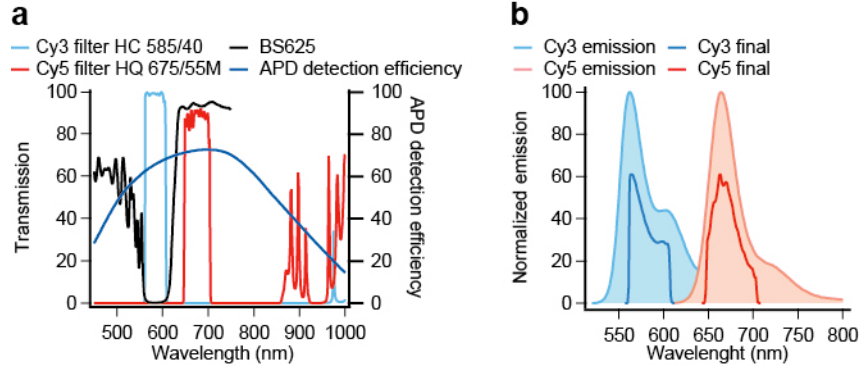 a
Cy3 filter HC 585/40
BS625
Cy5 filter HQ 675/55M
APD detection efficiency
Transmission
100
80
60
40
20
0
100
80
60
40
20
0
APD detection efficiency
500 600 700 800 900 1000
Wavelength (nm)
b
Cy3 emission
Cy3 final
Cy5 emission
Cy5 final
Normalized emission
100
80
60
40
20
0
550 600 650 700 750 800
Wavelenght (nm)